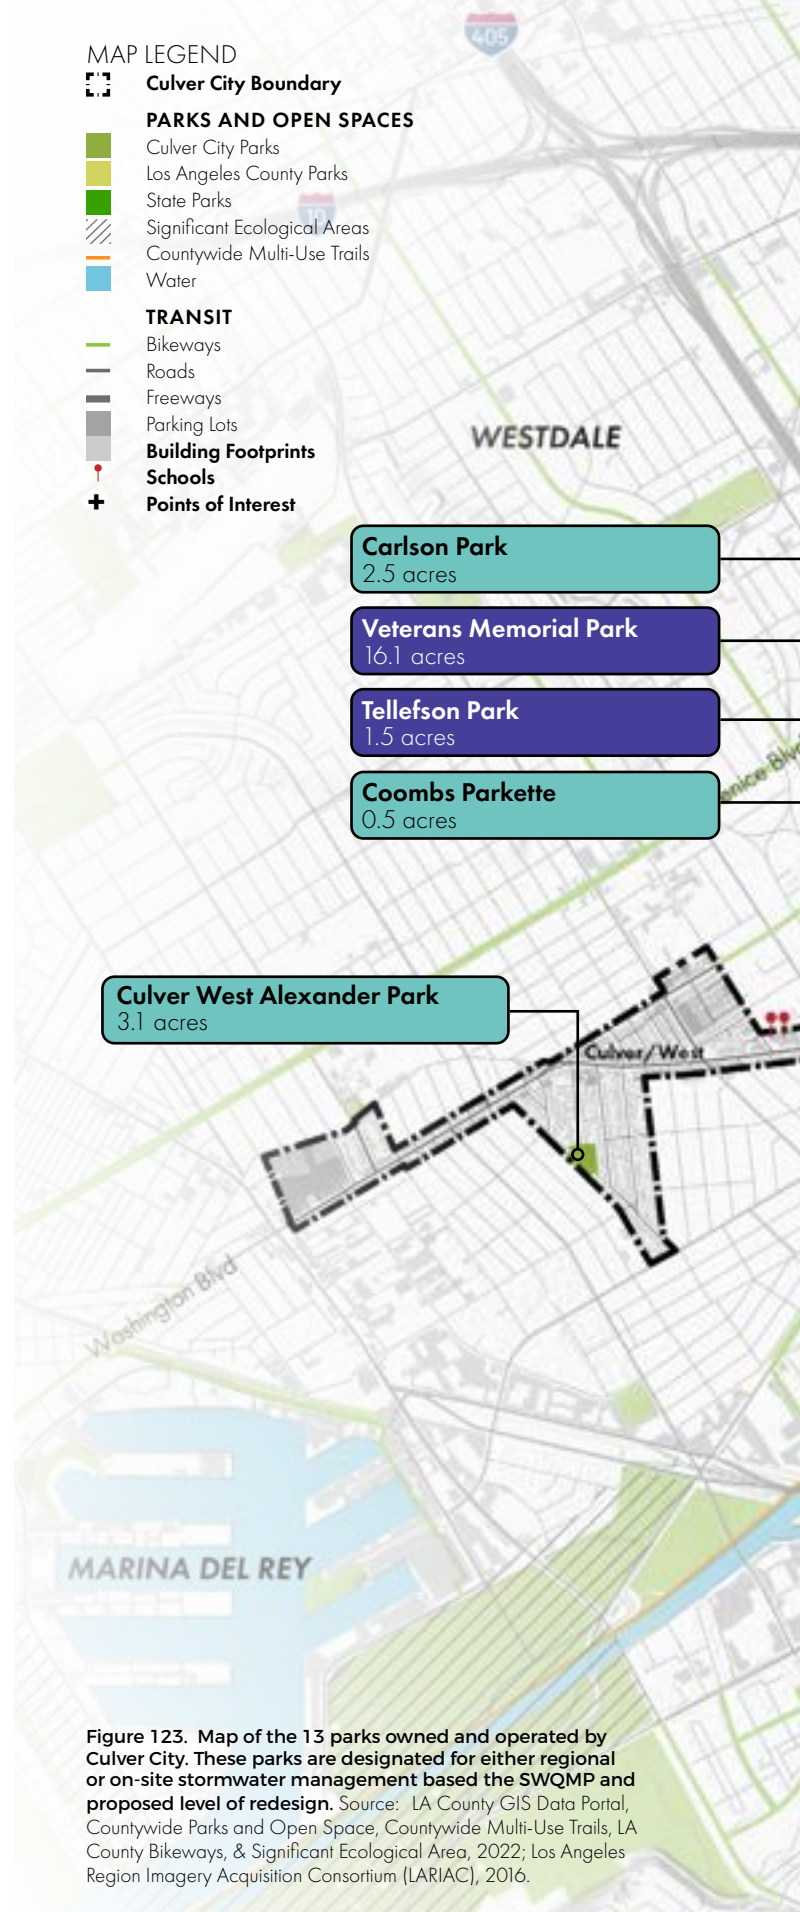 405
MAP LEGEND
Culver City Boundary
PARKS AND OPEN SPACES
Culver City Parks
Los Angeles County Parks
State Parks
Significant Ecological Areas
Countywide Multi-Use Trails
Water
10
TRANSIT
Bikeways
Roads
Freeways
Parking Lots
Building Footprints
Schools
Points of Interest
WESTDALE
Carlson Park
2.5 acres
Veterans Memorial Park
16.1 acres
Tellefson Park
1.5 acres
Coombs Parkette
0.5 acres
enice Blvd
Culver West Alexander Park
3.1 acres
Culver/West
Washington Blvd
MARINA DEL REY
Figure 123.  Map of the 13 parks owned and operated by
Culver City. These parks are designated for either regional
or on-site stormwater management based the SWQMP and
proposed level of redesign. Source:  LA County GIS Data Portal,
Countywide Parks and Open Space, Countywide Multi-Use Trails, LA
County Bikeways, & Significant Ecological Area, 2022; Los Angeles
Region Imagery Acquisition Consortium (LARIAC), 2016.